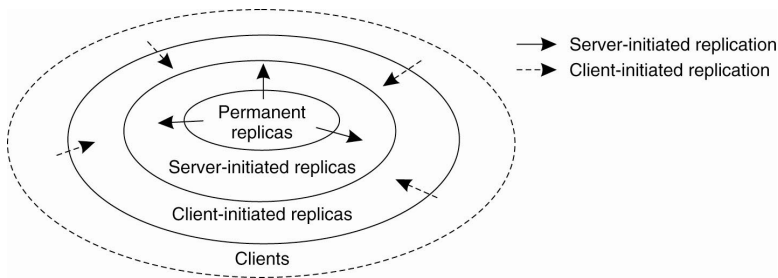 Server-initiated replication
Client-initiated replication
Permanent
replicas
Server-initiated replicas
Client-initiated replicas
Clients